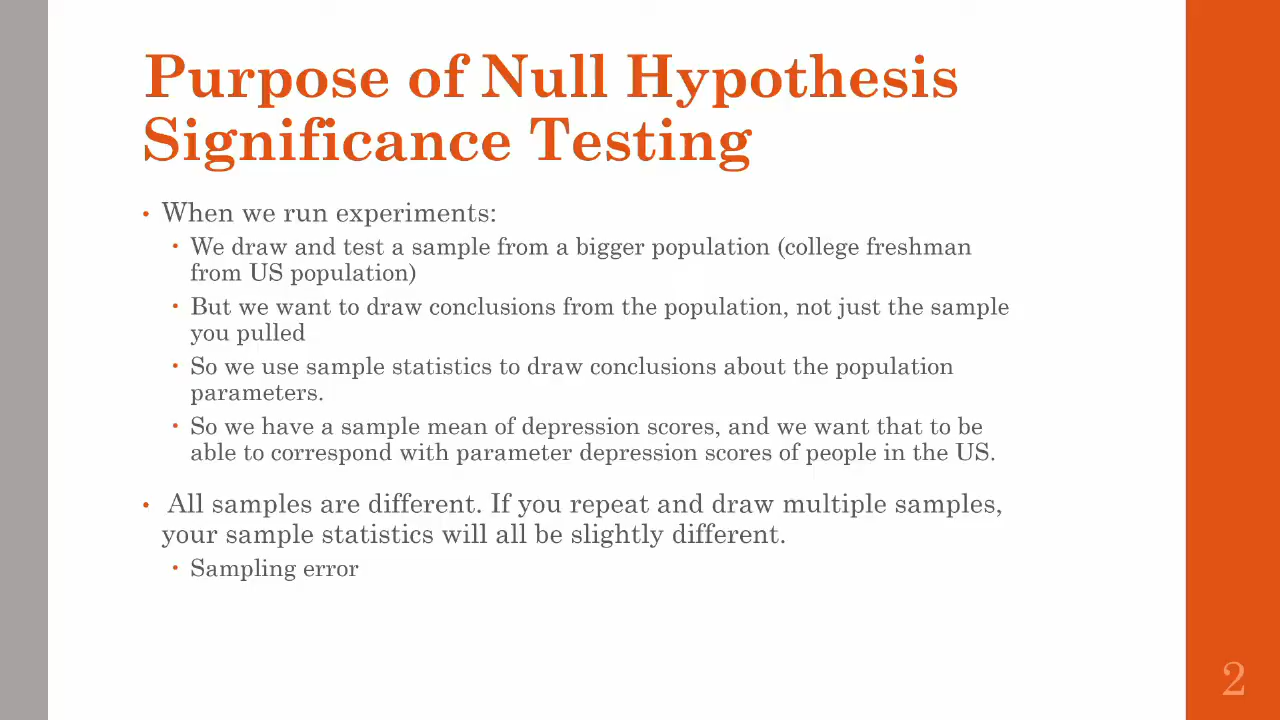 Purpose of Null Hypothesis
Significance Testing
• When we run experiments:
• We draw and test a sample from a bigger population (college freshman
from US population)
• But we want to draw conclusions from the population, not just the sample
you pulled
• So we use sample statistics to draw conclusions about the population
parameters.
• So we have a sample mean of depression scores, and we want that to be
able to correspond with parameter depression scores of people in the US.
• All samples are different. If you repeat and draw multiple samples,
your sample statistics will all be slightly different.
• Sampling error
2